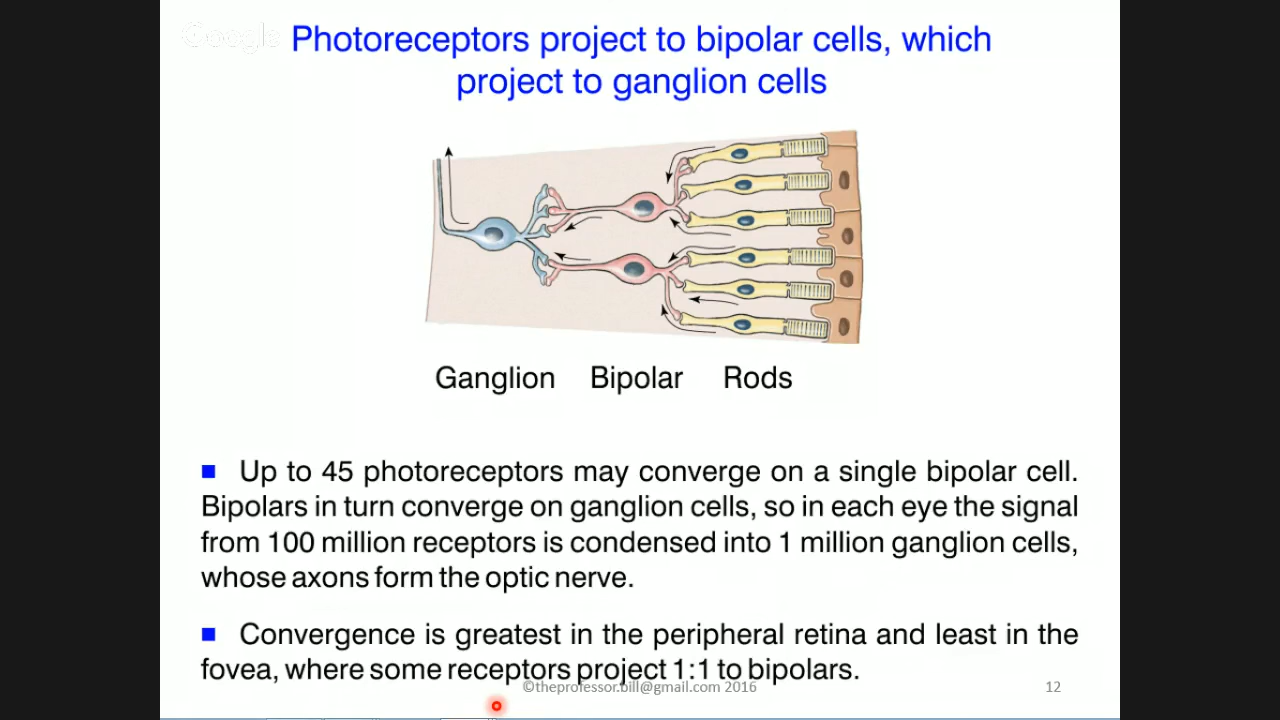 Google
Photoreceptors project to bipolar cells, which
project to ganglion cells
Ganglion Bipolar Rods
■ Up to 45 photoreceptors may converge on a single bipolar cell.
Bipolars in turn converge on ganglion cells, so in each eye the signal
from 100 million receptors is condensed into 1 million ganglion cells,
whose axons form the optic nerve.
■ Convergence is greatest in the peripheral retina and least in the
fovea, where some receptors project 1:1 to bipolars.
©theprofessor.bill@gmail.com 2016 12